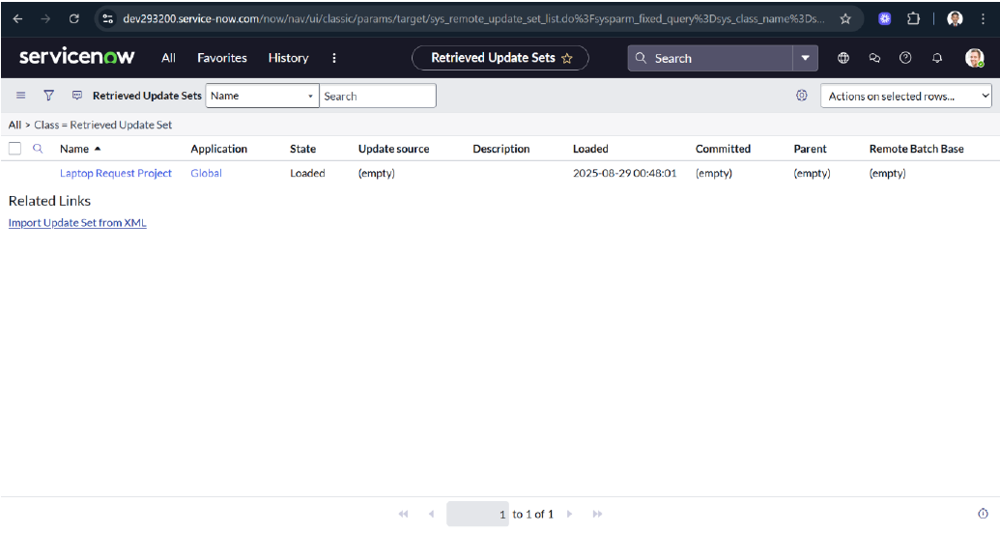 dev293200.service-now.com/now/nav/ui/classic/params/target/sys_remote_update_set_list.do%3Fsysparm_fixed_query%3Dsys_class_name%3Ds...
servicenow All Favorites History Retrieved Update Sets Search
Retrieved Update Sets Name Search Actions on selected rows...
All > Class = Retrieved Update Set
Name Application State Update source Description Loaded Committed Parent Remote Batch Base
Laptop Request Project Global Loaded (empty) 2025-08-29 00:48:01 (empty) (empty) (empty)
Related Links
Import Update Set from XML
1 to 1 of 1